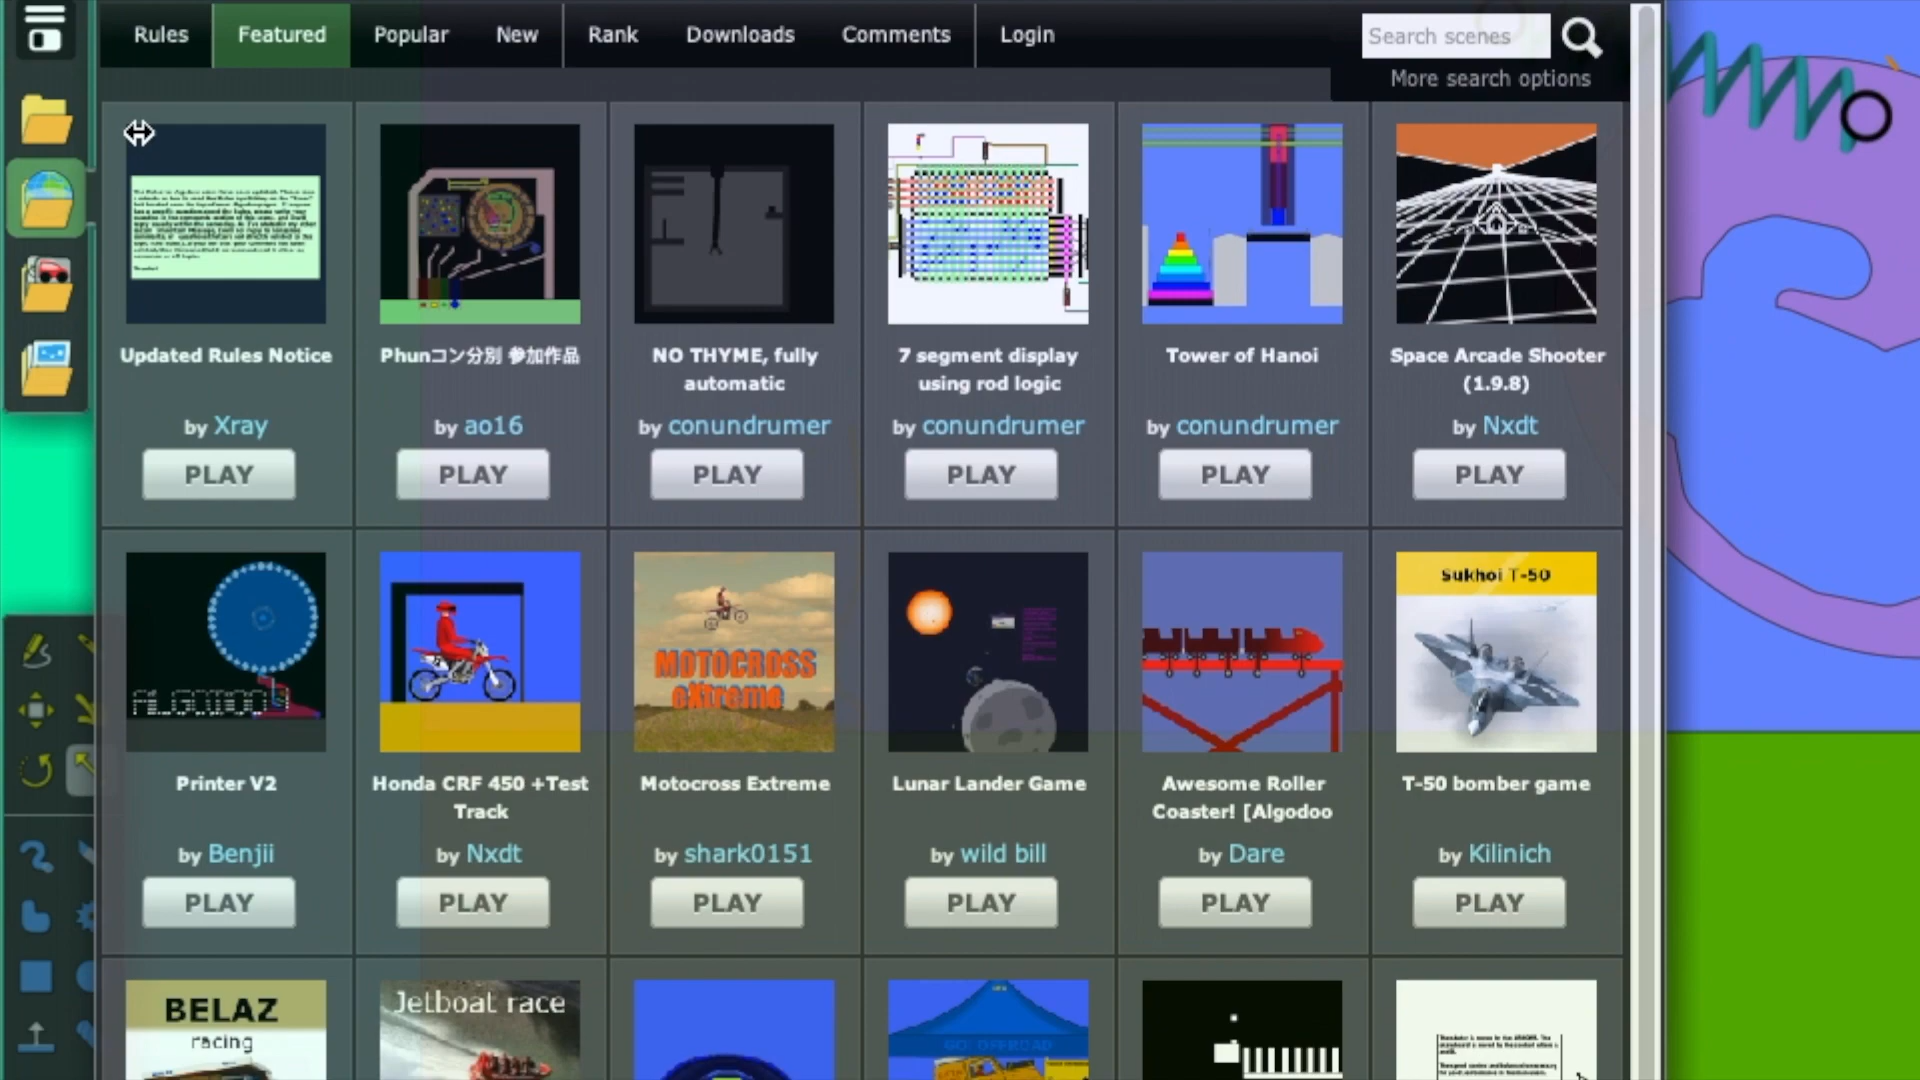 Rules Featured Popular New Rank Downloads Comments Login Search scenes
More search options
Updated Rules Notice
by Xray
PLAY
Phunコン分別 参加作品
by ao16
PLAY
NO THYME, fully
automatic
by conundrumer
PLAY
7 segment display
using rod logic
by conundrumer
PLAY
Tower of Hanoi
by conundrumer
PLAY
Space Arcade Shooter
(1.9.8)
by Nxdt
PLAY
ALGODOO
Printer V2
by Benjii
PLAY
Honda CRF 450 +Test
Track
by Nxdt
PLAY
MOTOCROSS
eXtreme
Motocross Extreme
by shark0151
PLAY
Lunar Lander Game
by wild bill
PLAY
Awesome Roller
Coaster! [Algodoo
by Dare
PLAY
Sukhoi T-50
T-50 bomber game
by Kilinich
PLAY
BELAZ
racing
Jetboat race
GO! OFFROAD